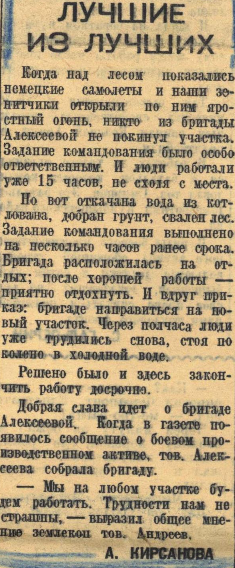 ЛУЧШИЕ
ИЗ ЛУЧШИХ
Когда над лесом показались
немецкие самолеты и наши зе-
нитчики открыли по ним яро-
стный огонь, никто из бригады
Алексеевой не покинул участка.
Задание командования было особо
ответственным. И люди работали
уже 15 часов, не сходя с места.
Но вот откачана вода из кот-
лована, добран грунт, свален лес.
Задание командования выполнено
на несколько часов ранее срока.
Бригада расположилась на от-
дых; после хорошей работы —
приятно отдохнуть. И вдруг при-
каз: бригаде направиться на но-
вый участок. Через полчаса люди
уже трудились снова, стоя по
колено в холодной воде.
Решено было и здесь закон-
чить работу досрочно.
Добрая слава идет о бригаде
Алексеевой. Когда в газете по-
явилось сообщение о боевом про-
изводственном активе, тов. Алек-
сеева собрала бригаду.
— Мы на любом участке бу-
дем работать. Трудности нам не
страшны, — выразил общее мне-
ние землекоп тов. Андреев.
А. КИРСАНОВА